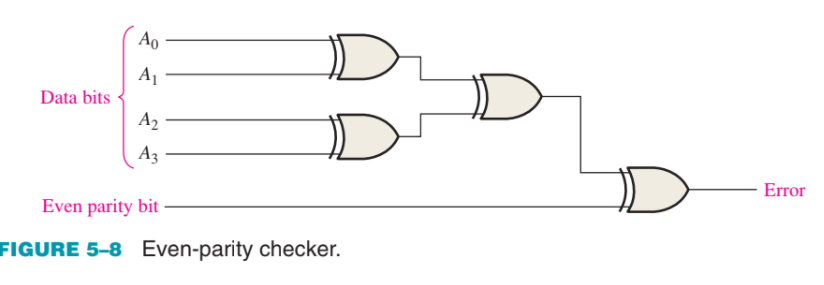 A0
A1
Data bits
A2
A3
Even parity bit
Error
FIGURE 5–8 Even-parity checker.